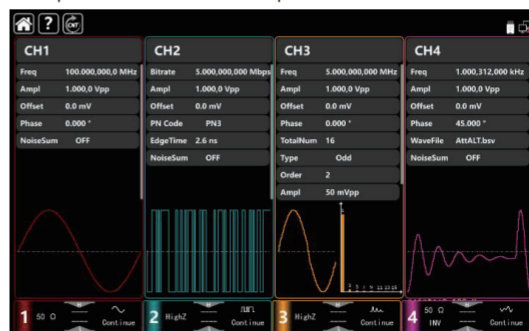 ? CNT
CH1
Freq 100.000,000,0 MHz
Ampl 1.000,0 Vpp
Offset 0.0 mV
Phase 0.000 °
NoiseSum OFF
1 50 Ω Continue
CH2
Bitrate 5.000,000,000 Mbps
Ampl 1.000,0 Vpp
Offset 0.0 mV
PN Code PN3
EdgeTime 2.6 ns
NoiseSum OFF
2 HighZ Continue
CH3
Freq 5.000,000,000 MHz
Ampl 1.000,0 Vpp
Offset 0.0 mV
Phase 0.000 °
TotalNum 16
Type Odd
Order 2
Ampl 50 mVpp
3 HighZ Continue
CH4
Freq 1.000,312,000 kHz
Ampl 1.000,0 Vpp
Offset 0.0 mV
Phase 45.000 °
WaveFile AttALT.bsv
NoiseSum OFF
4 50 Ω Continue
INV